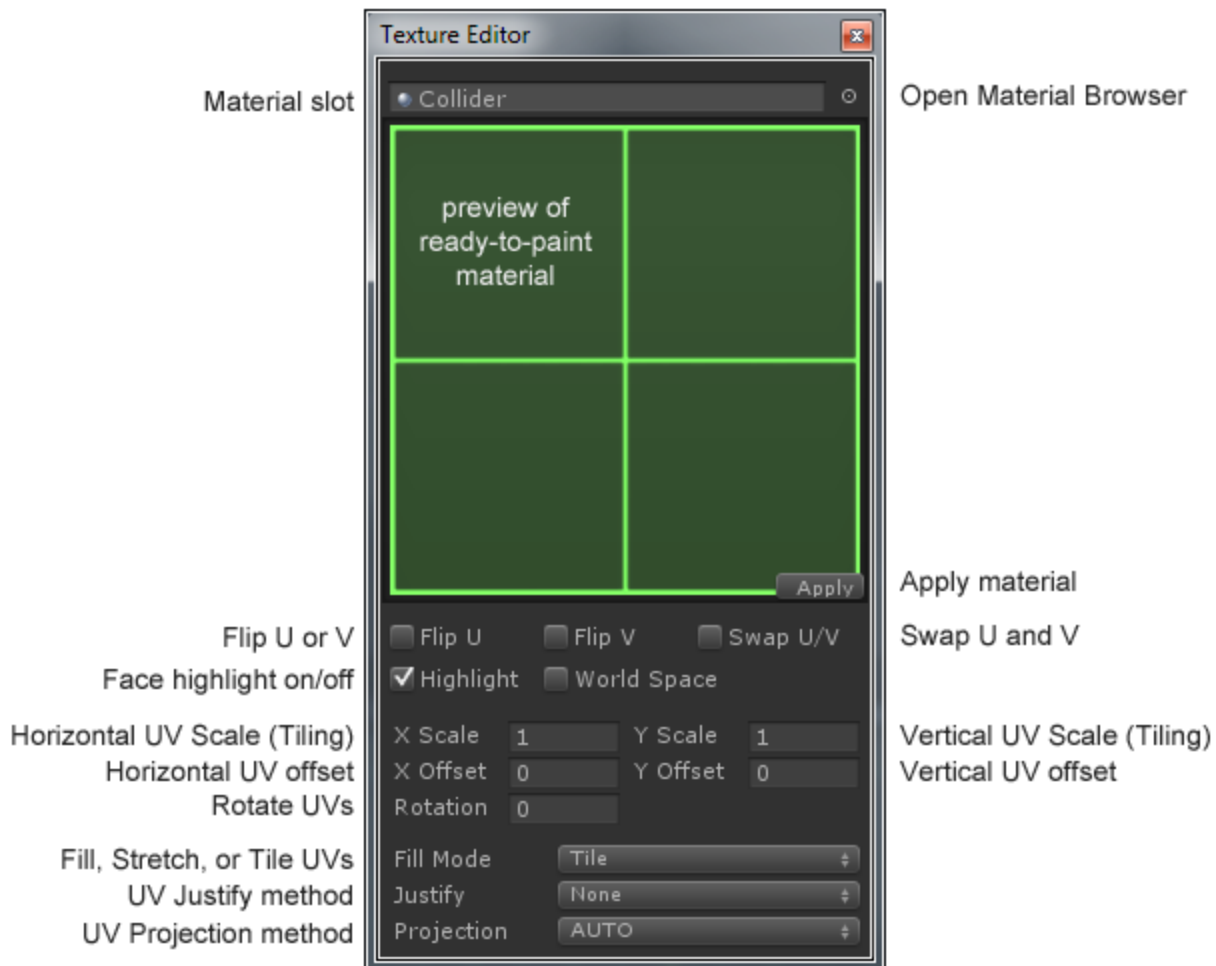 Texture Editor
Material slot
Collider
Open Material Browser
preview of
ready-to-paint
material
Apply
Apply material
Flip U or V
Flip U
Flip V
Swap U/V
Swap U and V
Face highlight on/off
Highlight
World Space
Horizontal UV Scale (Tiling)
X Scale
1
Y Scale
1
Vertical UV Scale (Tiling)
Horizontal UV offset
X Offset
0
Y Offset
0
Vertical UV offset
Rotate UVs
Rotation
0
Fill, Stretch, or Tile UVs
Fill Mode
Tile
UV Justify method
Justify
None
UV Projection method
Projection
AUTO